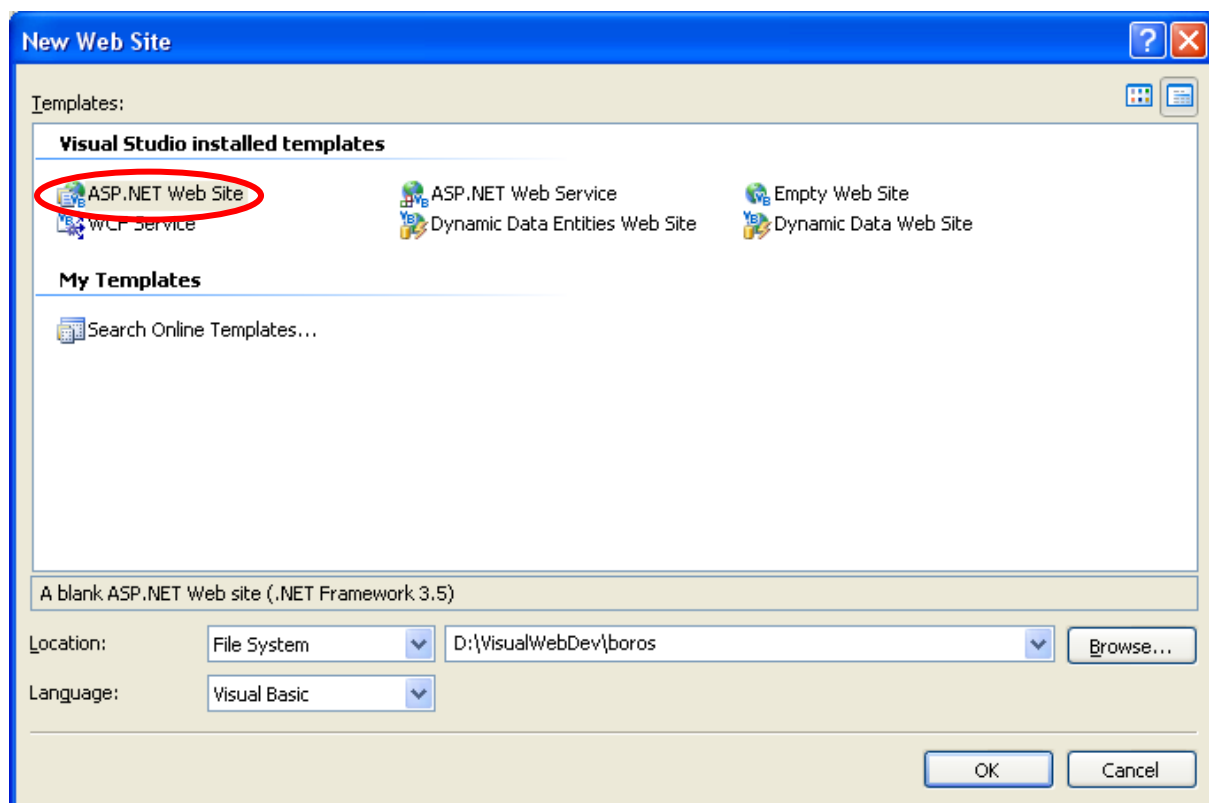 New Web Site
Templates:
Visual Studio installed templates
ASP.NET Web Site ASP.NET Web Service Empty Web Site
WCF Service Dynamic Data Entities Web Site Dynamic Data Web Site
My Templates
Search Online Templates...
A blank ASP.NET Web site (.NET Framework 3.5)
Location: File System D:\VisualWebDev\boros Browse...
Language: Visual Basic
OK Cancel